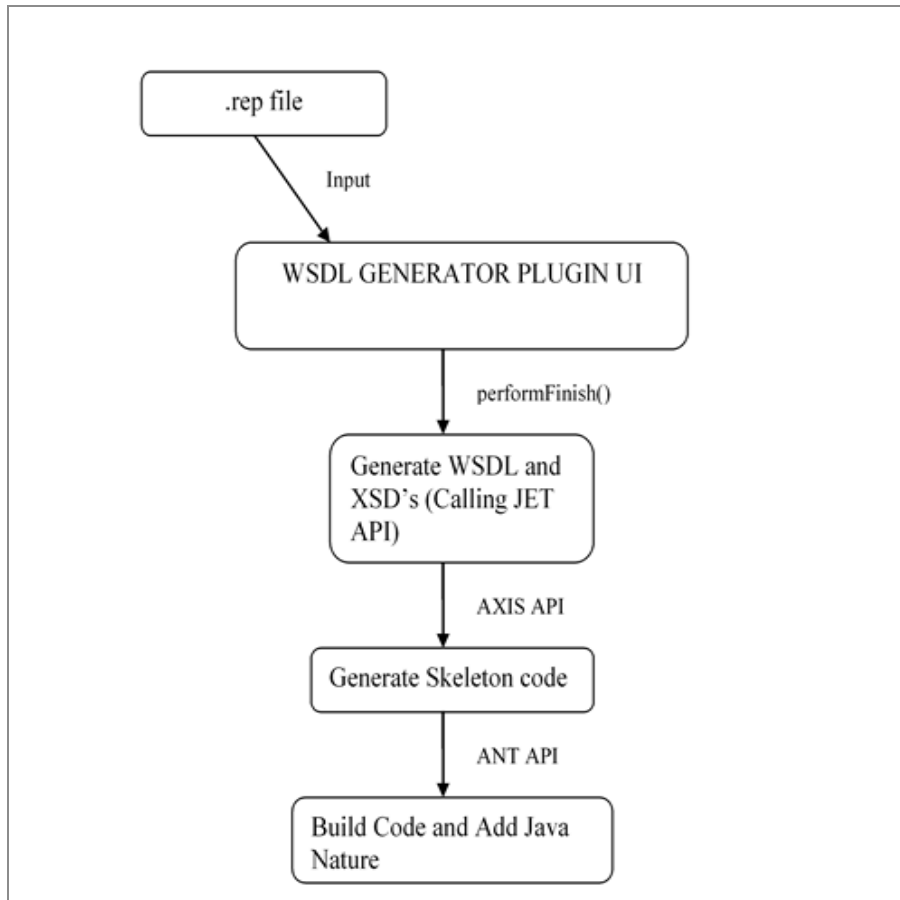 .rep file
Input
WSDL GENERATOR PLUGIN UI
performFinish()
Generate WSDL and
XSD's (Calling JET
API)
AXIS API
Generate Skeleton code
ANT API
Build Code and Add Java
Nature